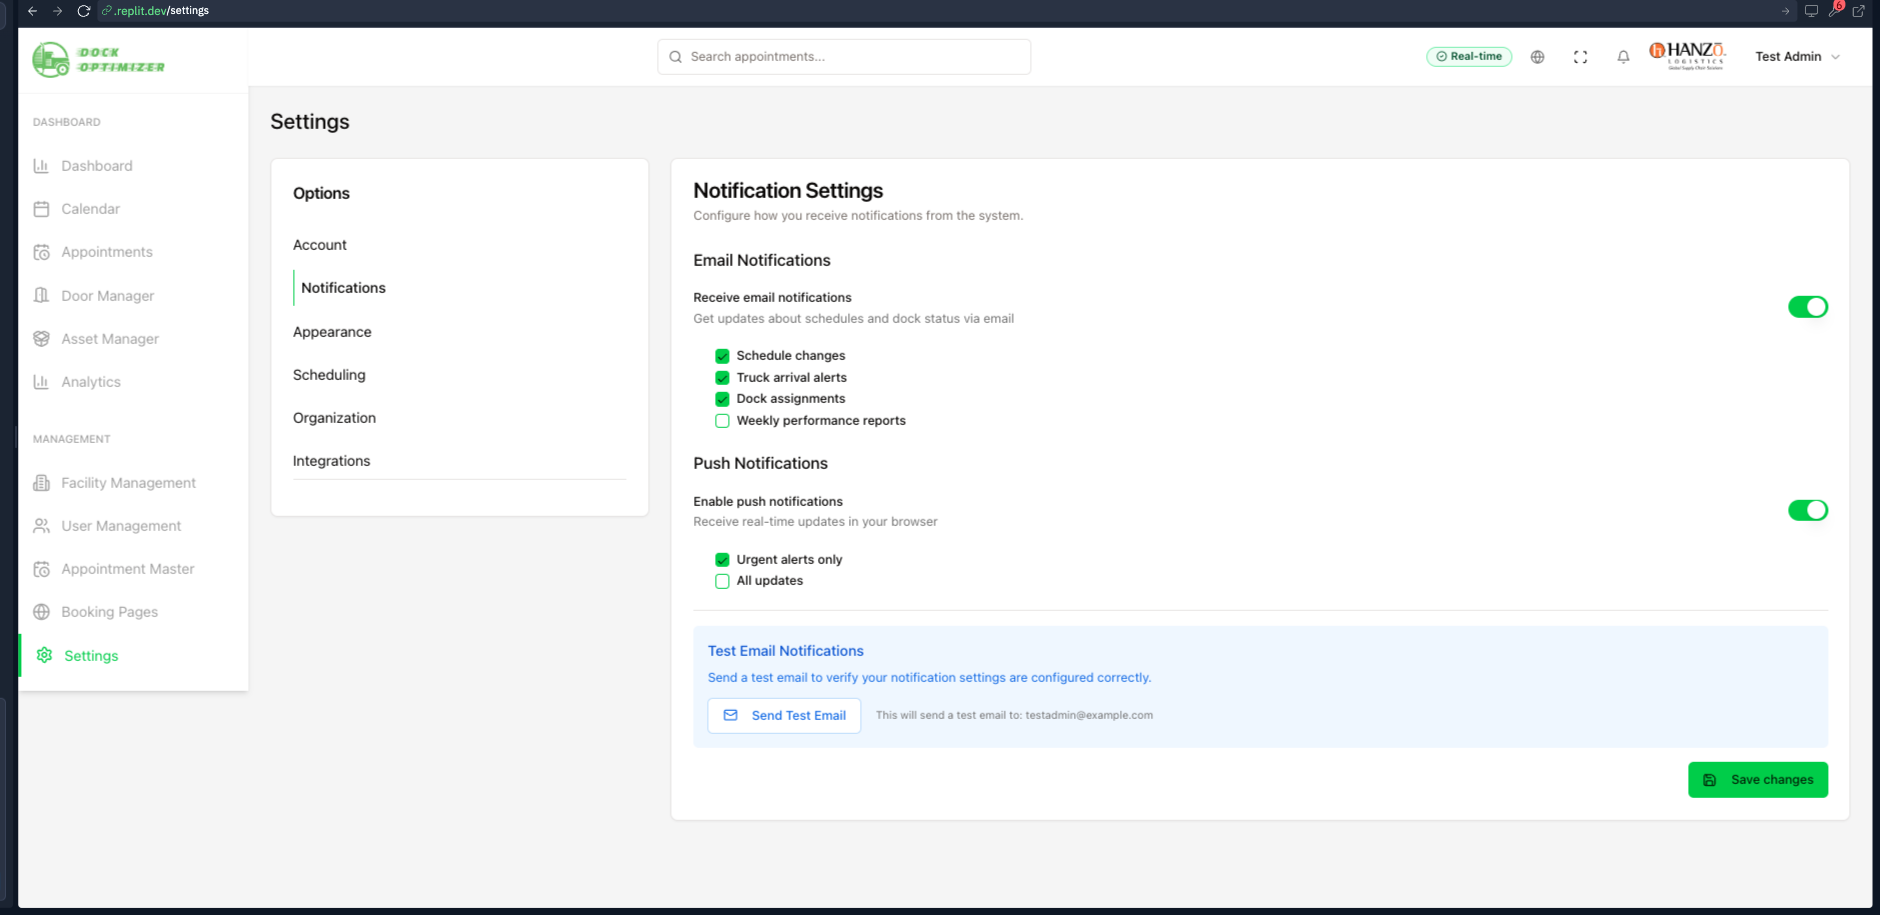 .replit.dev/settings
6
DOCK
OPTIMIZER
Search appointments...
Real-time
h HANZŌ
LOGISTICS
Global Supply Chain Solutions
Test Admin
DASHBOARD
Dashboard
Calendar
Appointments
Door Manager
Asset Manager
Analytics
MANAGEMENT
Facility Management
User Management
Appointment Master
Booking Pages
Settings
Settings
Options
Account
Notifications
Appearance
Scheduling
Organization
Integrations
Notification Settings
Configure how you receive notifications from the system.
Email Notifications
Receive email notifications
Get updates about schedules and dock status via email
Schedule changes
Truck arrival alerts
Dock assignments
Weekly performance reports
Push Notifications
Enable push notifications
Receive real-time updates in your browser
Urgent alerts only
All updates
Test Email Notifications
Send a test email to verify your notification settings are configured correctly.
Send Test Email
This will send a test email to: testadmin@example.com
Save changes